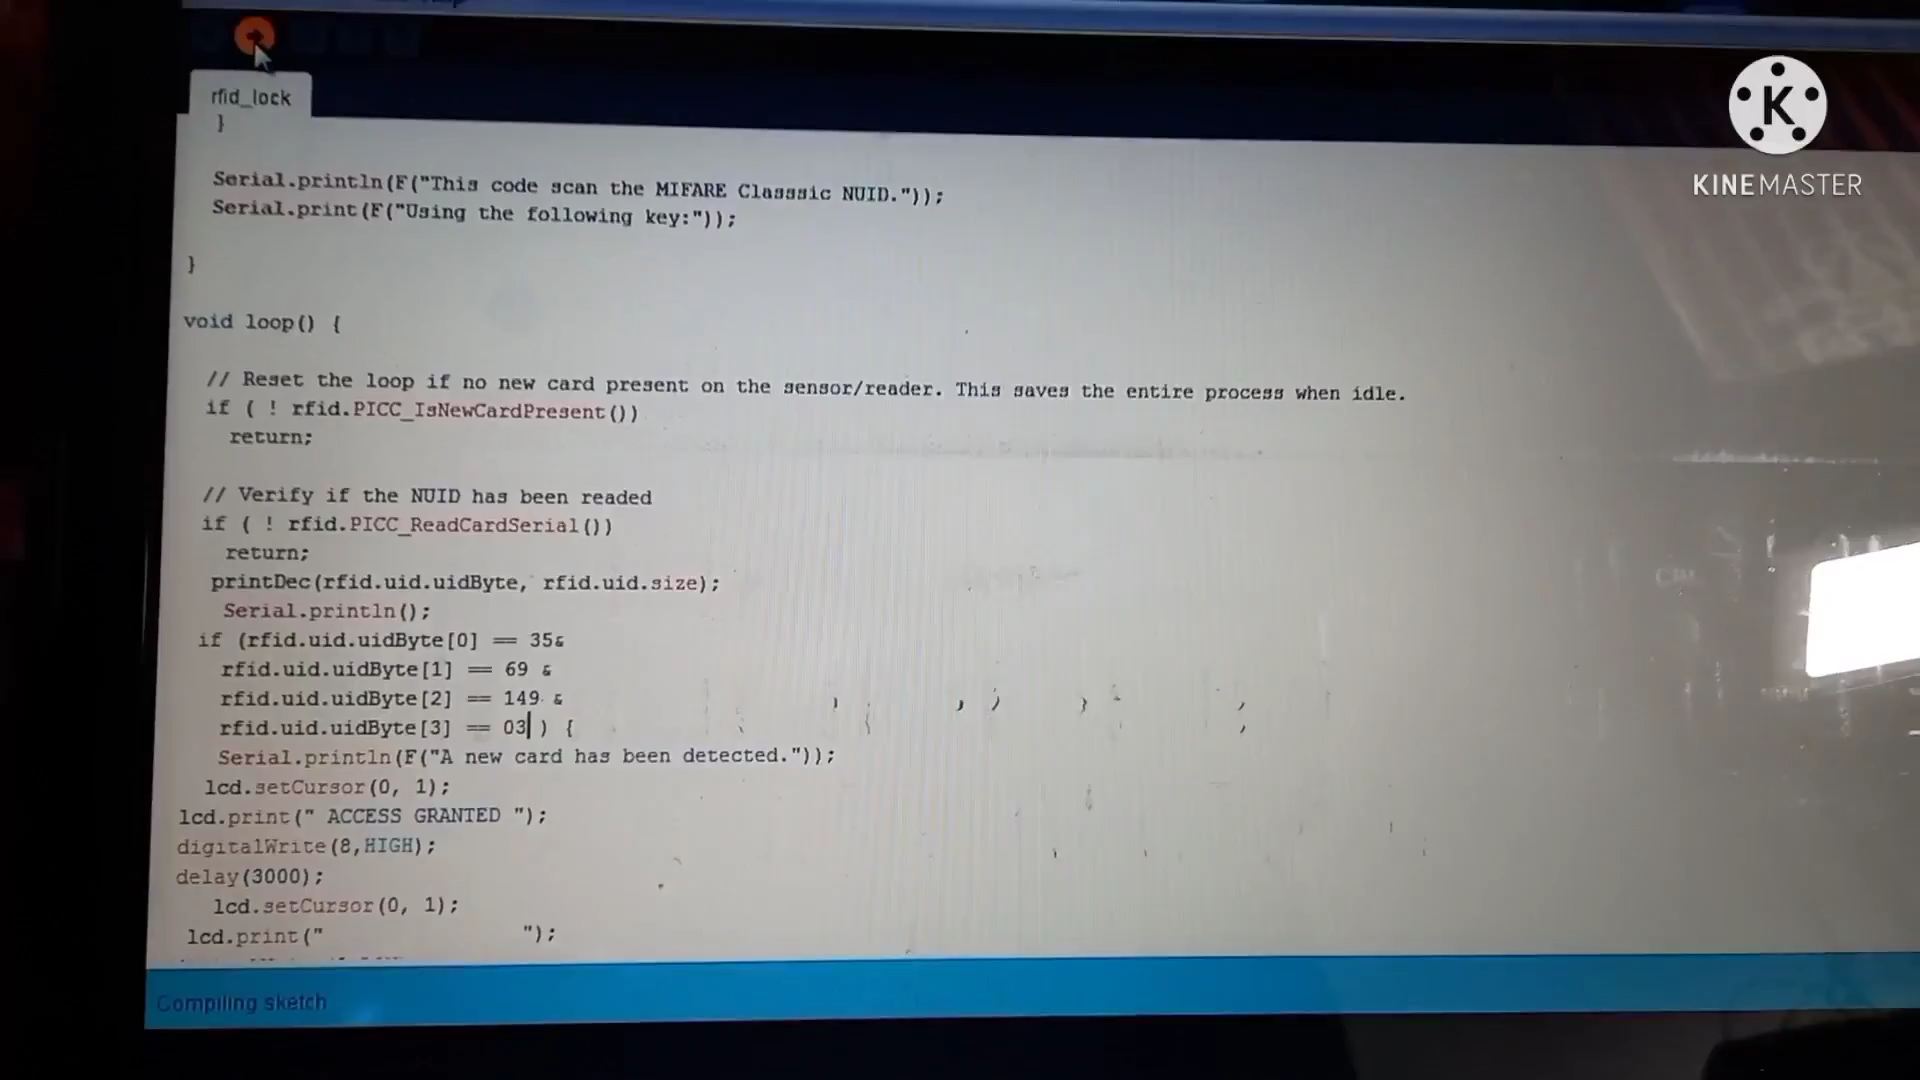 rfid_lock
}
Serial.println(F("This code scan the MIFARE Classsic NUID."));
Serial.print(F("Using the following key:"));
}
void loop() {
// Reset the loop if no new card present on the sensor/reader. This saves the entire process when idle.
if ( ! rfid.PICC_IsNewCardPresent())
return;
// Verify if the NUID has been readed
if ( ! rfid.PICC_ReadCardSerial())
return;
printDec(rfid.uid.uidByte, rfid.uid.size);
Serial.println();
if (rfid.uid.uidByte[0] == 35&
rfid.uid.uidByte[1] == 69 &
rfid.uid.uidByte[2] == 149 &
rfid.uid.uidByte[3] == 03 ) {
Serial.println(F("A new card has been detected."));
lcd.setCursor(0, 1);
lcd.print(" ACCESS GRANTED ");
digitalWrite(8,HIGH);
delay(3000);
lcd.setCursor(0, 1);
lcd.print(" ");
Compiling sketch
K
KINEMASTER